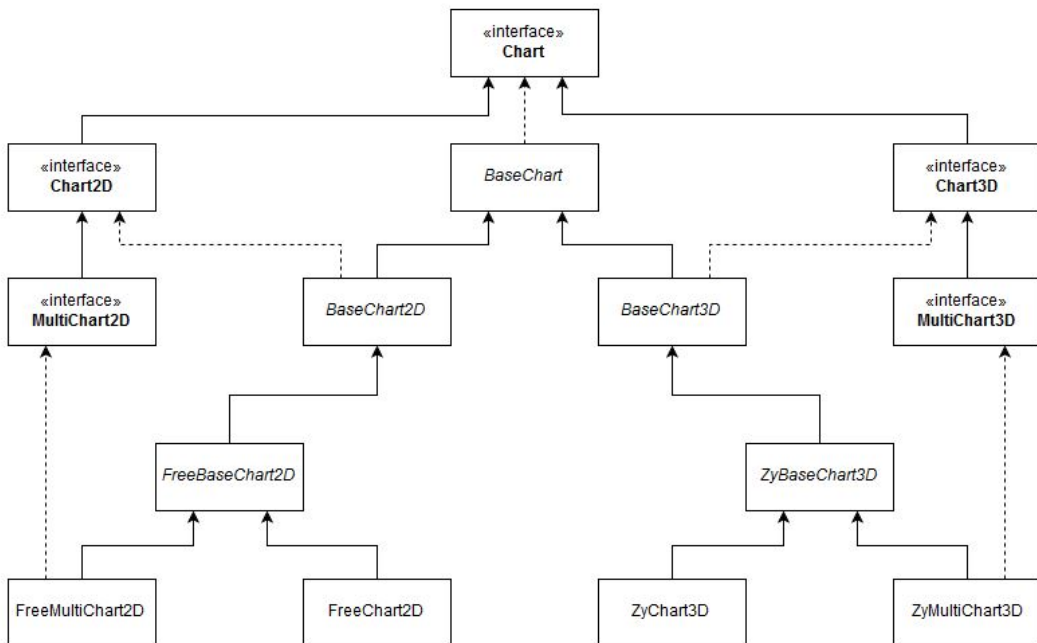 «interface»
Chart
«interface»
Chart2D
BaseChart
«interface»
Chart3D
«interface»
MultiChart2D
BaseChart2D
BaseChart3D
«interface»
MultiChart3D
FreeBaseChart2D
ZyBaseChart3D
FreeMultiChart2D
FreeChart2D
ZyChart3D
ZyMultiChart3D